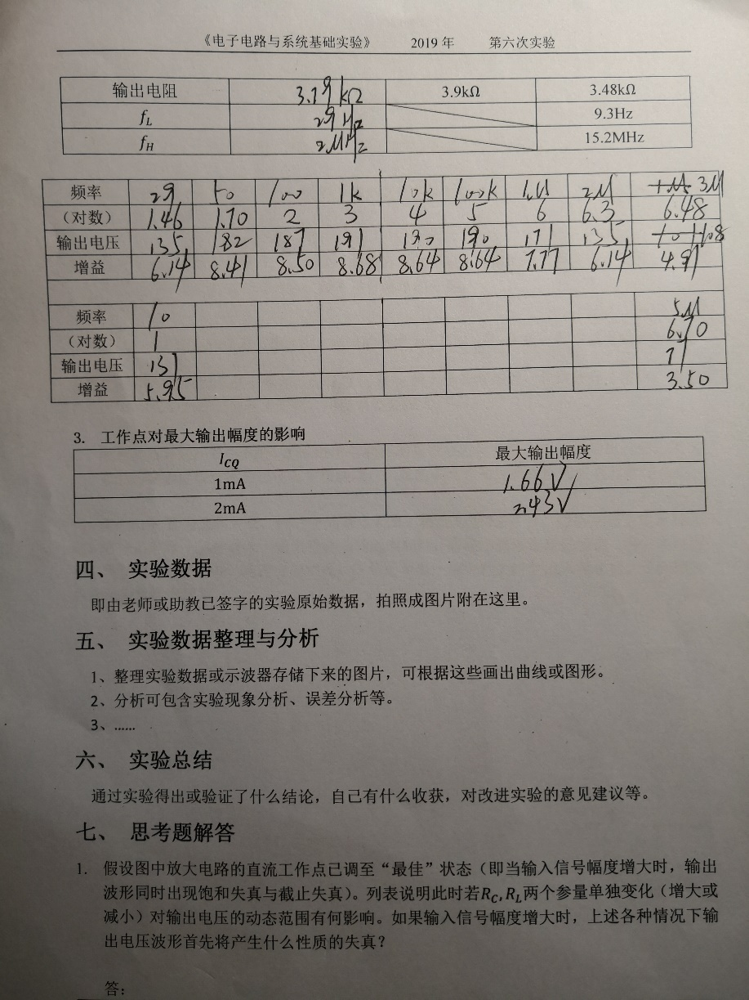 《电子电路与系统基础实验》 2019年 第六次实验
输出电阻 3.19kΩ 3.9kΩ 3.48kΩ
fL 29Hz 9.3Hz
fH 2MHz 15.2MHz
频率 29 50 100 1k 10k 100k 1M 2M 3M
(对数) 1.46 1.70 2 3 4 5 6 6.3 6.48
输出电压 135 182 187 191 190 190 171 135 108
增益 6.14 8.41 8.50 8.68 8.64 8.64 7.77 6.14 4.91
频率 10 5M
(对数) 1 6.70
输出电压 131 77
增益 5.95 3.50
3. 工作点对最大输出幅度的影响
ICQ 最大输出幅度
1mA 1.66V
2mA 2.43V
四、 实验数据
即由老师或助教已签字的实验原始数据，拍照成图片附在这里。
五、 实验数据整理与分析
1、整理实验数据或示波器存储下来的图片，可根据这些画出曲线或图形。
2、分析可包含实验现象分析、误差分析等。
3、……
六、 实验总结
通过实验得出或验证了什么结论，自己有什么收获，对改进实验的意见建议等。
七、 思考题解答
1. 假设图中放大电路的直流工作点已调至“最佳”状态（即当输入信号幅度增大时，输出
波形同时出现饱和失真与截止失真）。列表说明此时若RC,RL两个参量单独变化（增大或
减小）对输出电压的动态范围有何影响。如果输入信号幅度增大时，上述各种情况下输
出电压波形首先将产生什么性质的失真？
答：